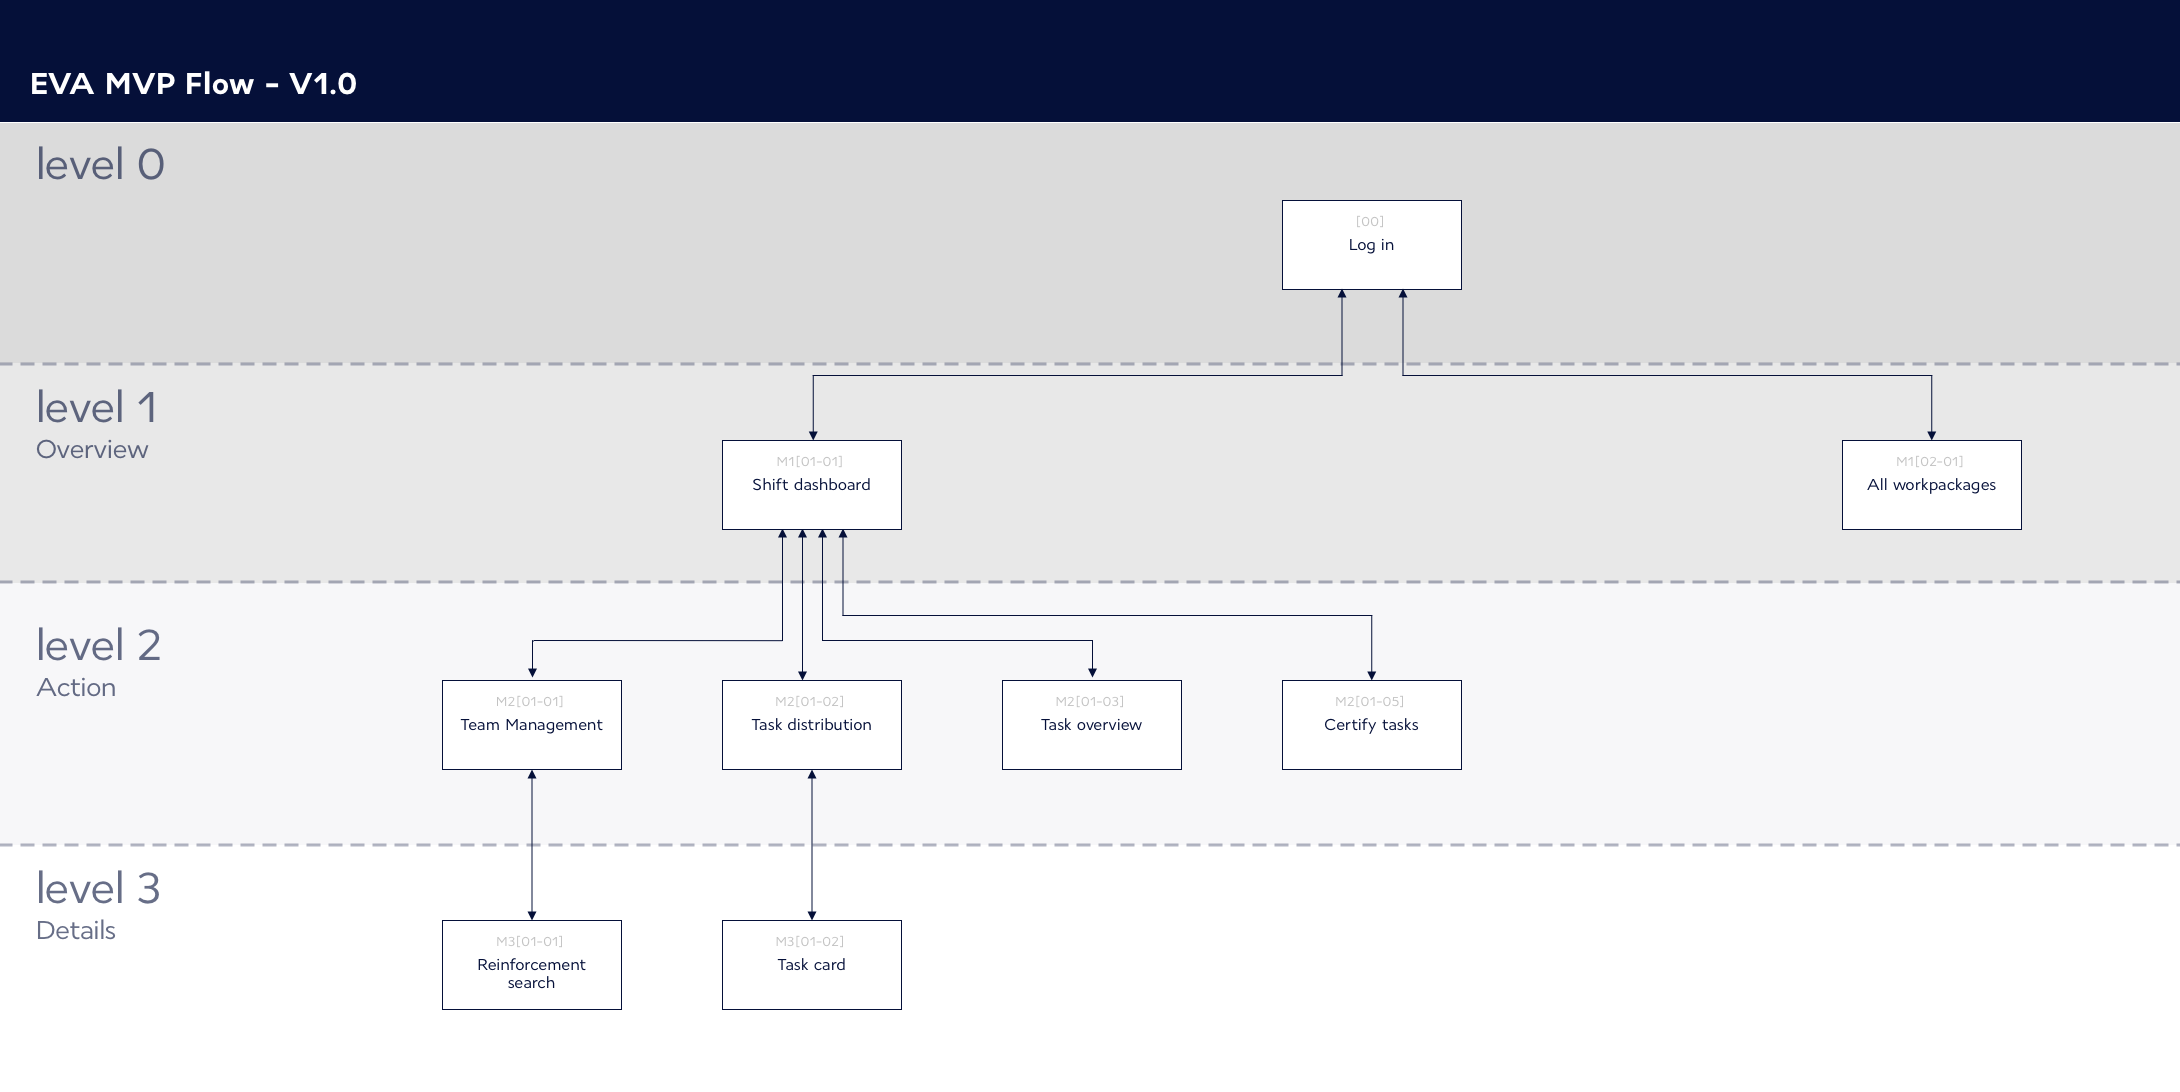 EVA MVP Flow - V1.0
level 0
[00]
Log in
level 1
Overview
M1[01-01]
Shift dashboard
M1[02-01]
All workpackages
level 2
Action
M2[01-01]
Team Management
M2[01-02]
Task distribution
M2[01-03]
Task overview
M2[01-05]
Certify tasks
level 3
Details
M3[01-01]
Reinforcement
search
M3[01-02]
Task card